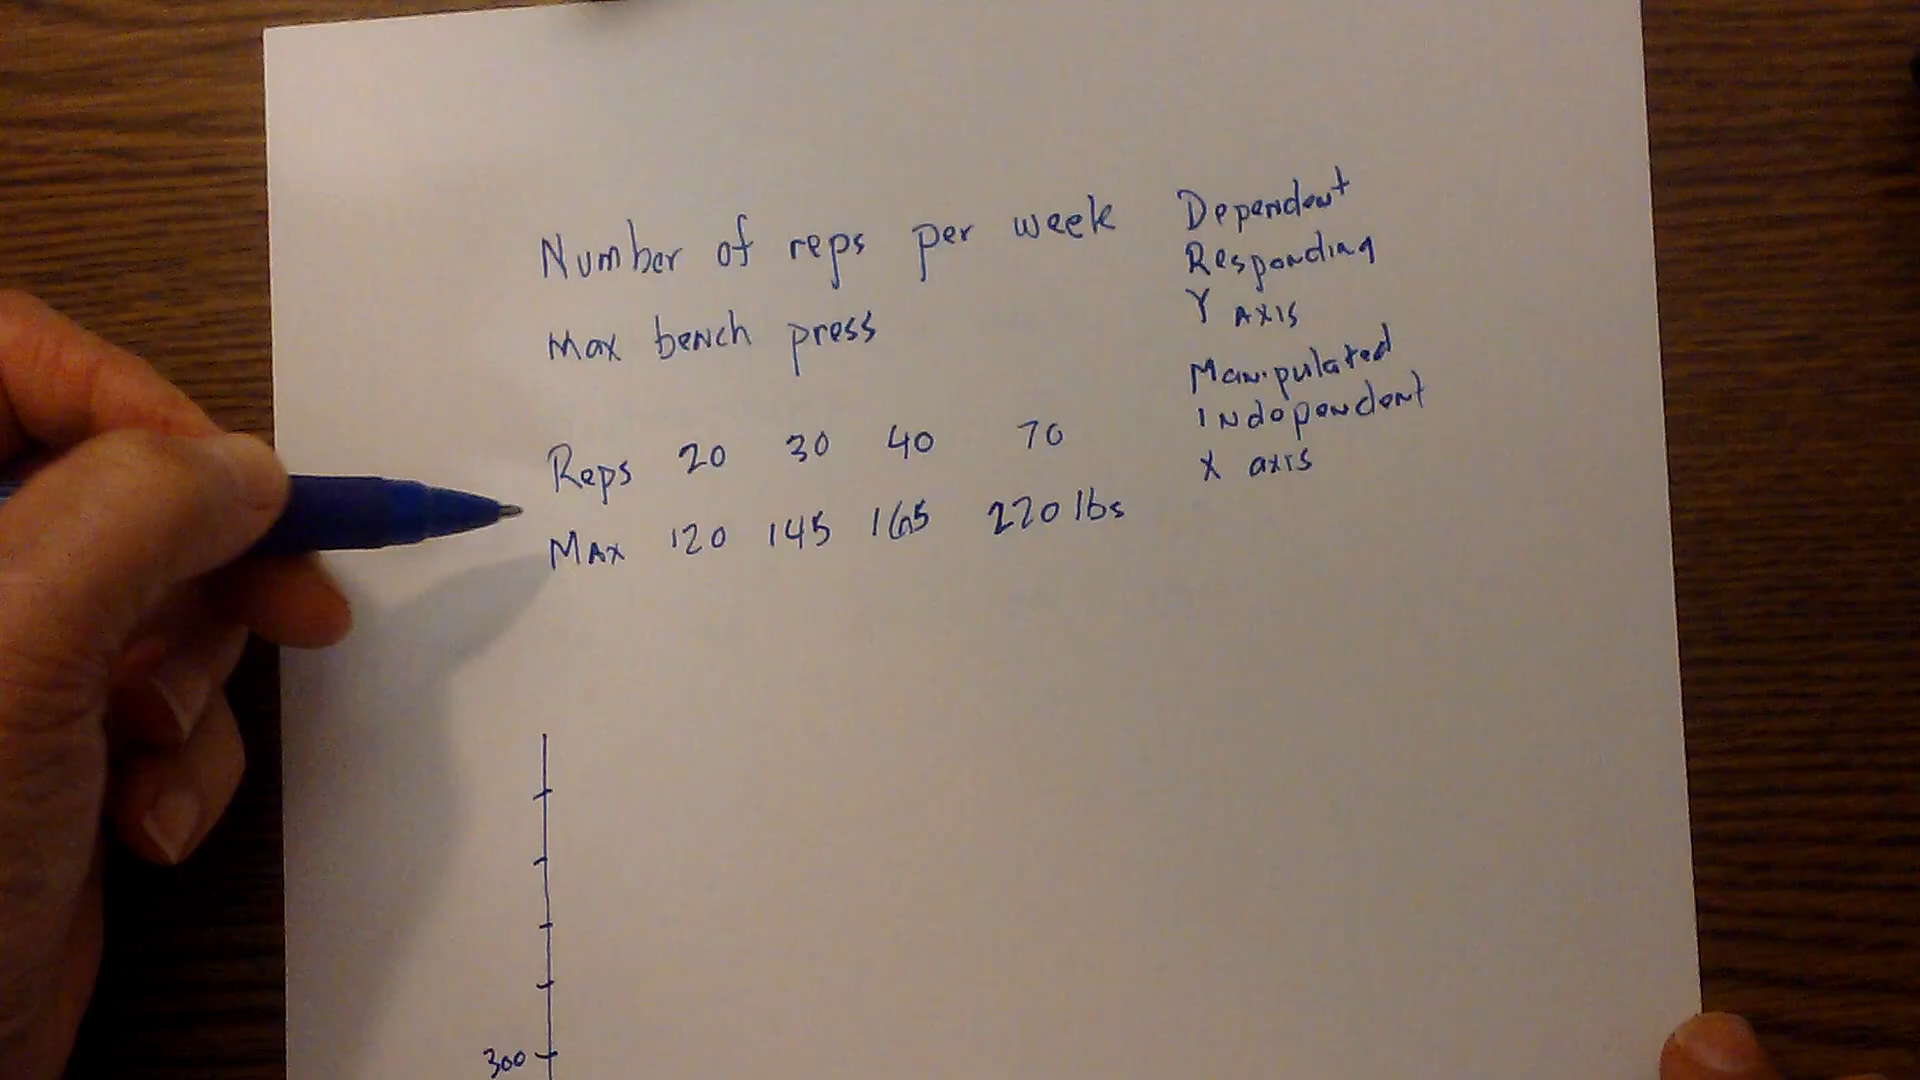 Number of reps per week
Max bench press
Reps 20 30 40 70
MAX 120 145 165 220 lbs
Dependent
Responding
Y AXIS
Manipulated
Independent
X axis
300